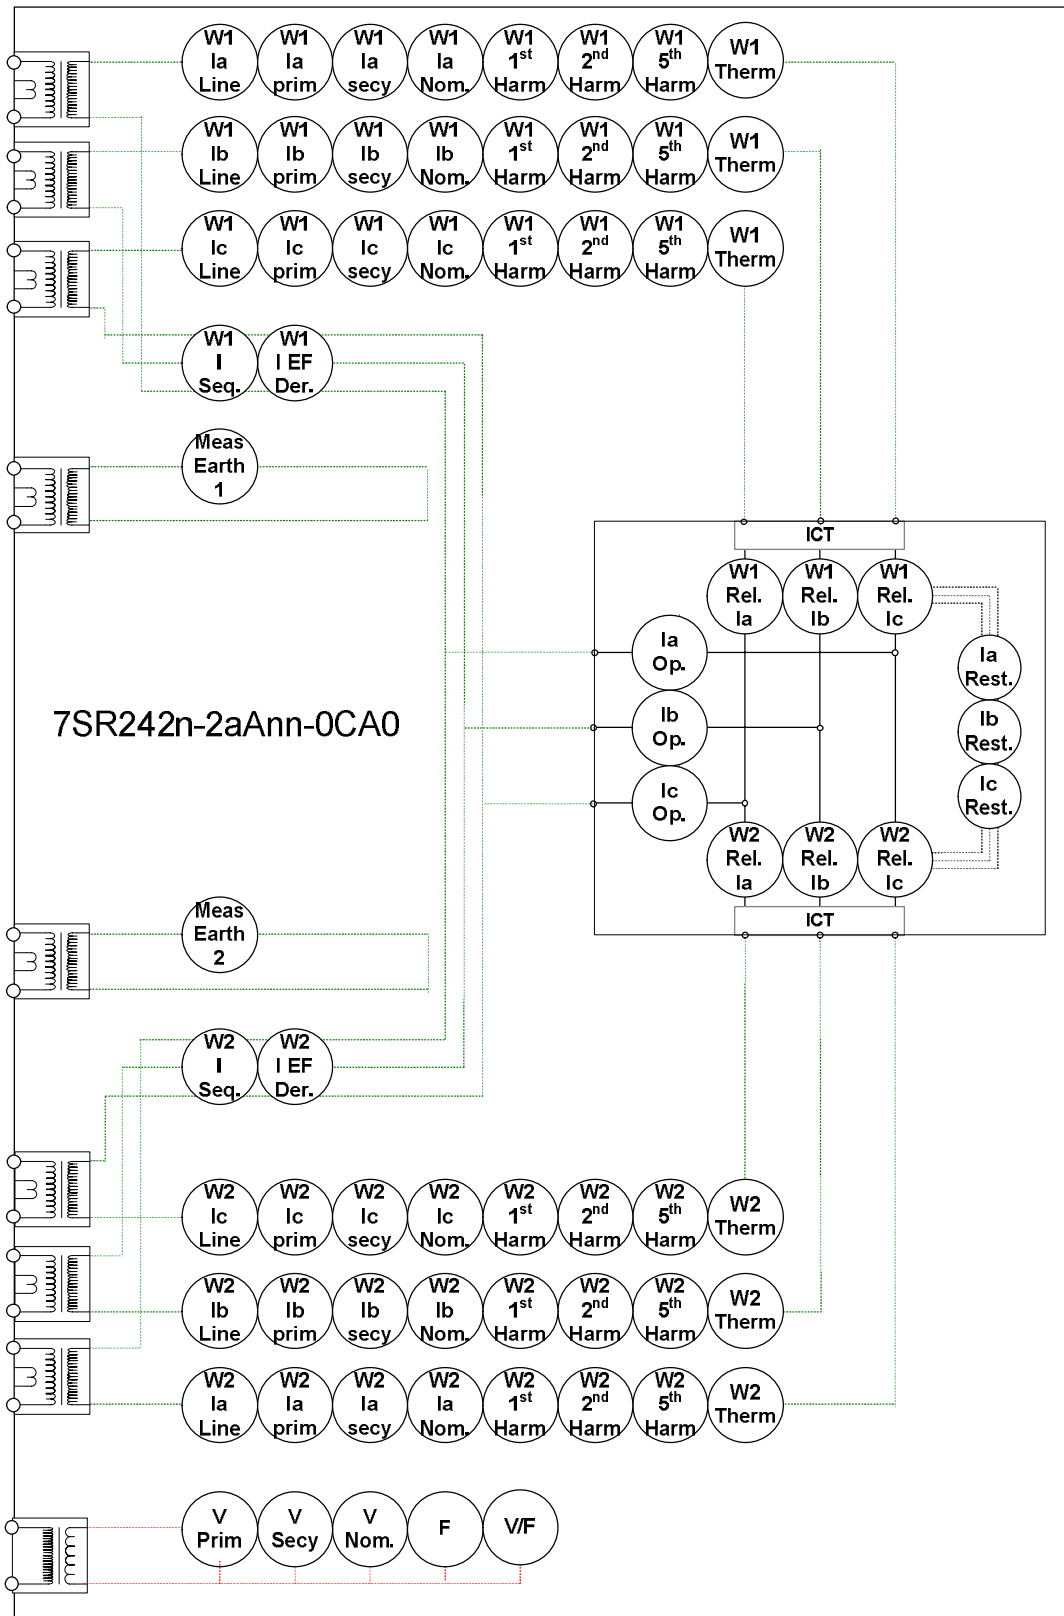 W1 Ia Line
W1 Ia prim
W1 Ia secy
W1 Ia Nom.
W1 1st Harm
W1 2nd Harm
W1 5th Harm
W1 Therm
W1 Ib Line
W1 Ib prim
W1 Ib secy
W1 Ib Nom.
W1 1st Harm
W1 2nd Harm
W1 5th Harm
W1 Therm
W1 Ic Line
W1 Ic prim
W1 Ic secy
W1 Ic Nom.
W1 1st Harm
W1 2nd Harm
W1 5th Harm
W1 Therm
W1 I Seq.
W1 I EF Der.
Meas Earth 1
ICT
W1 Rel. Ia
W1 Rel. Ib
W1 Rel. Ic
Ia Op.
Ia Rest.
7SR242n-2aAnn-0CA0
Ib Op.
Ib Rest.
Ic Op.
Ic Rest.
W2 Rel. Ia
W2 Rel. Ib
W2 Rel. Ic
ICT
Meas Earth 2
W2 I Seq.
W2 I EF Der.
W2 Ic Line
W2 Ic prim
W2 Ic secy
W2 Ic Nom.
W2 1st Harm
W2 2nd Harm
W2 5th Harm
W2 Therm
W2 Ib Line
W2 Ib prim
W2 Ib secy
W2 Ib Nom.
W2 1st Harm
W2 2nd Harm
W2 5th Harm
W2 Therm
W2 Ia Line
W2 Ia prim
W2 Ia secy
W2 Ia Nom.
W2 1st Harm
W2 2nd Harm
W2 5th Harm
W2 Therm
V Prim
V Secy
V Nom.
F
V/F